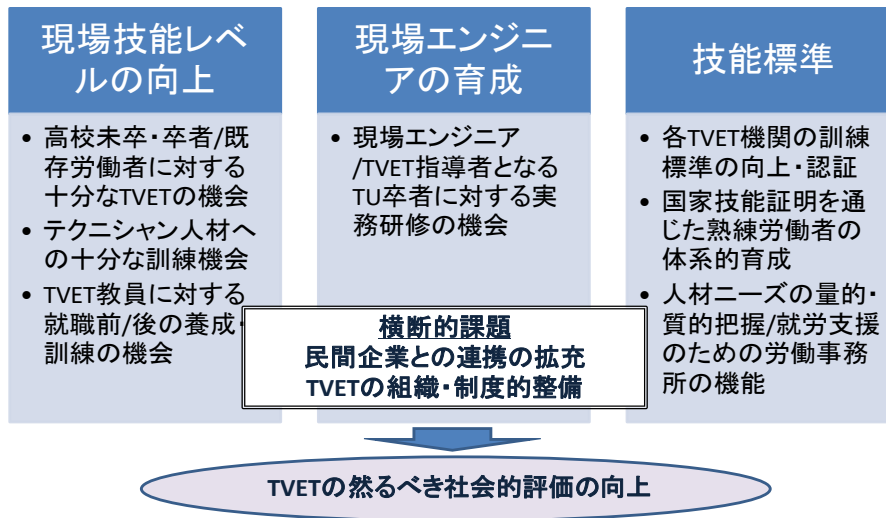 現場技能レベ
ルの向上
• 高校未卒・卒者/既
存労働者に対する
十分なTVETの機会
• テクニシャン人材へ
の十分な訓練機会
• TVET教員に対する
就職前/後の養成・
訓練の機会
現場エンジニ
アの育成
• 現場エンジニア
/TVET指導者となる
TU卒者に対する実
務研修の機会
技能標準
• 各TVET機関の訓練
標準の向上・認証
• 国家技能証明を通
じた熟練労働者の
体系的育成
• 人材ニーズの量的・
質的把握/就労支援
のための労働事務
所の機能
横断的課題
民間企業との連携の拡充
TVETの組織・制度的整備
TVETの然るべき社会的評価の向上